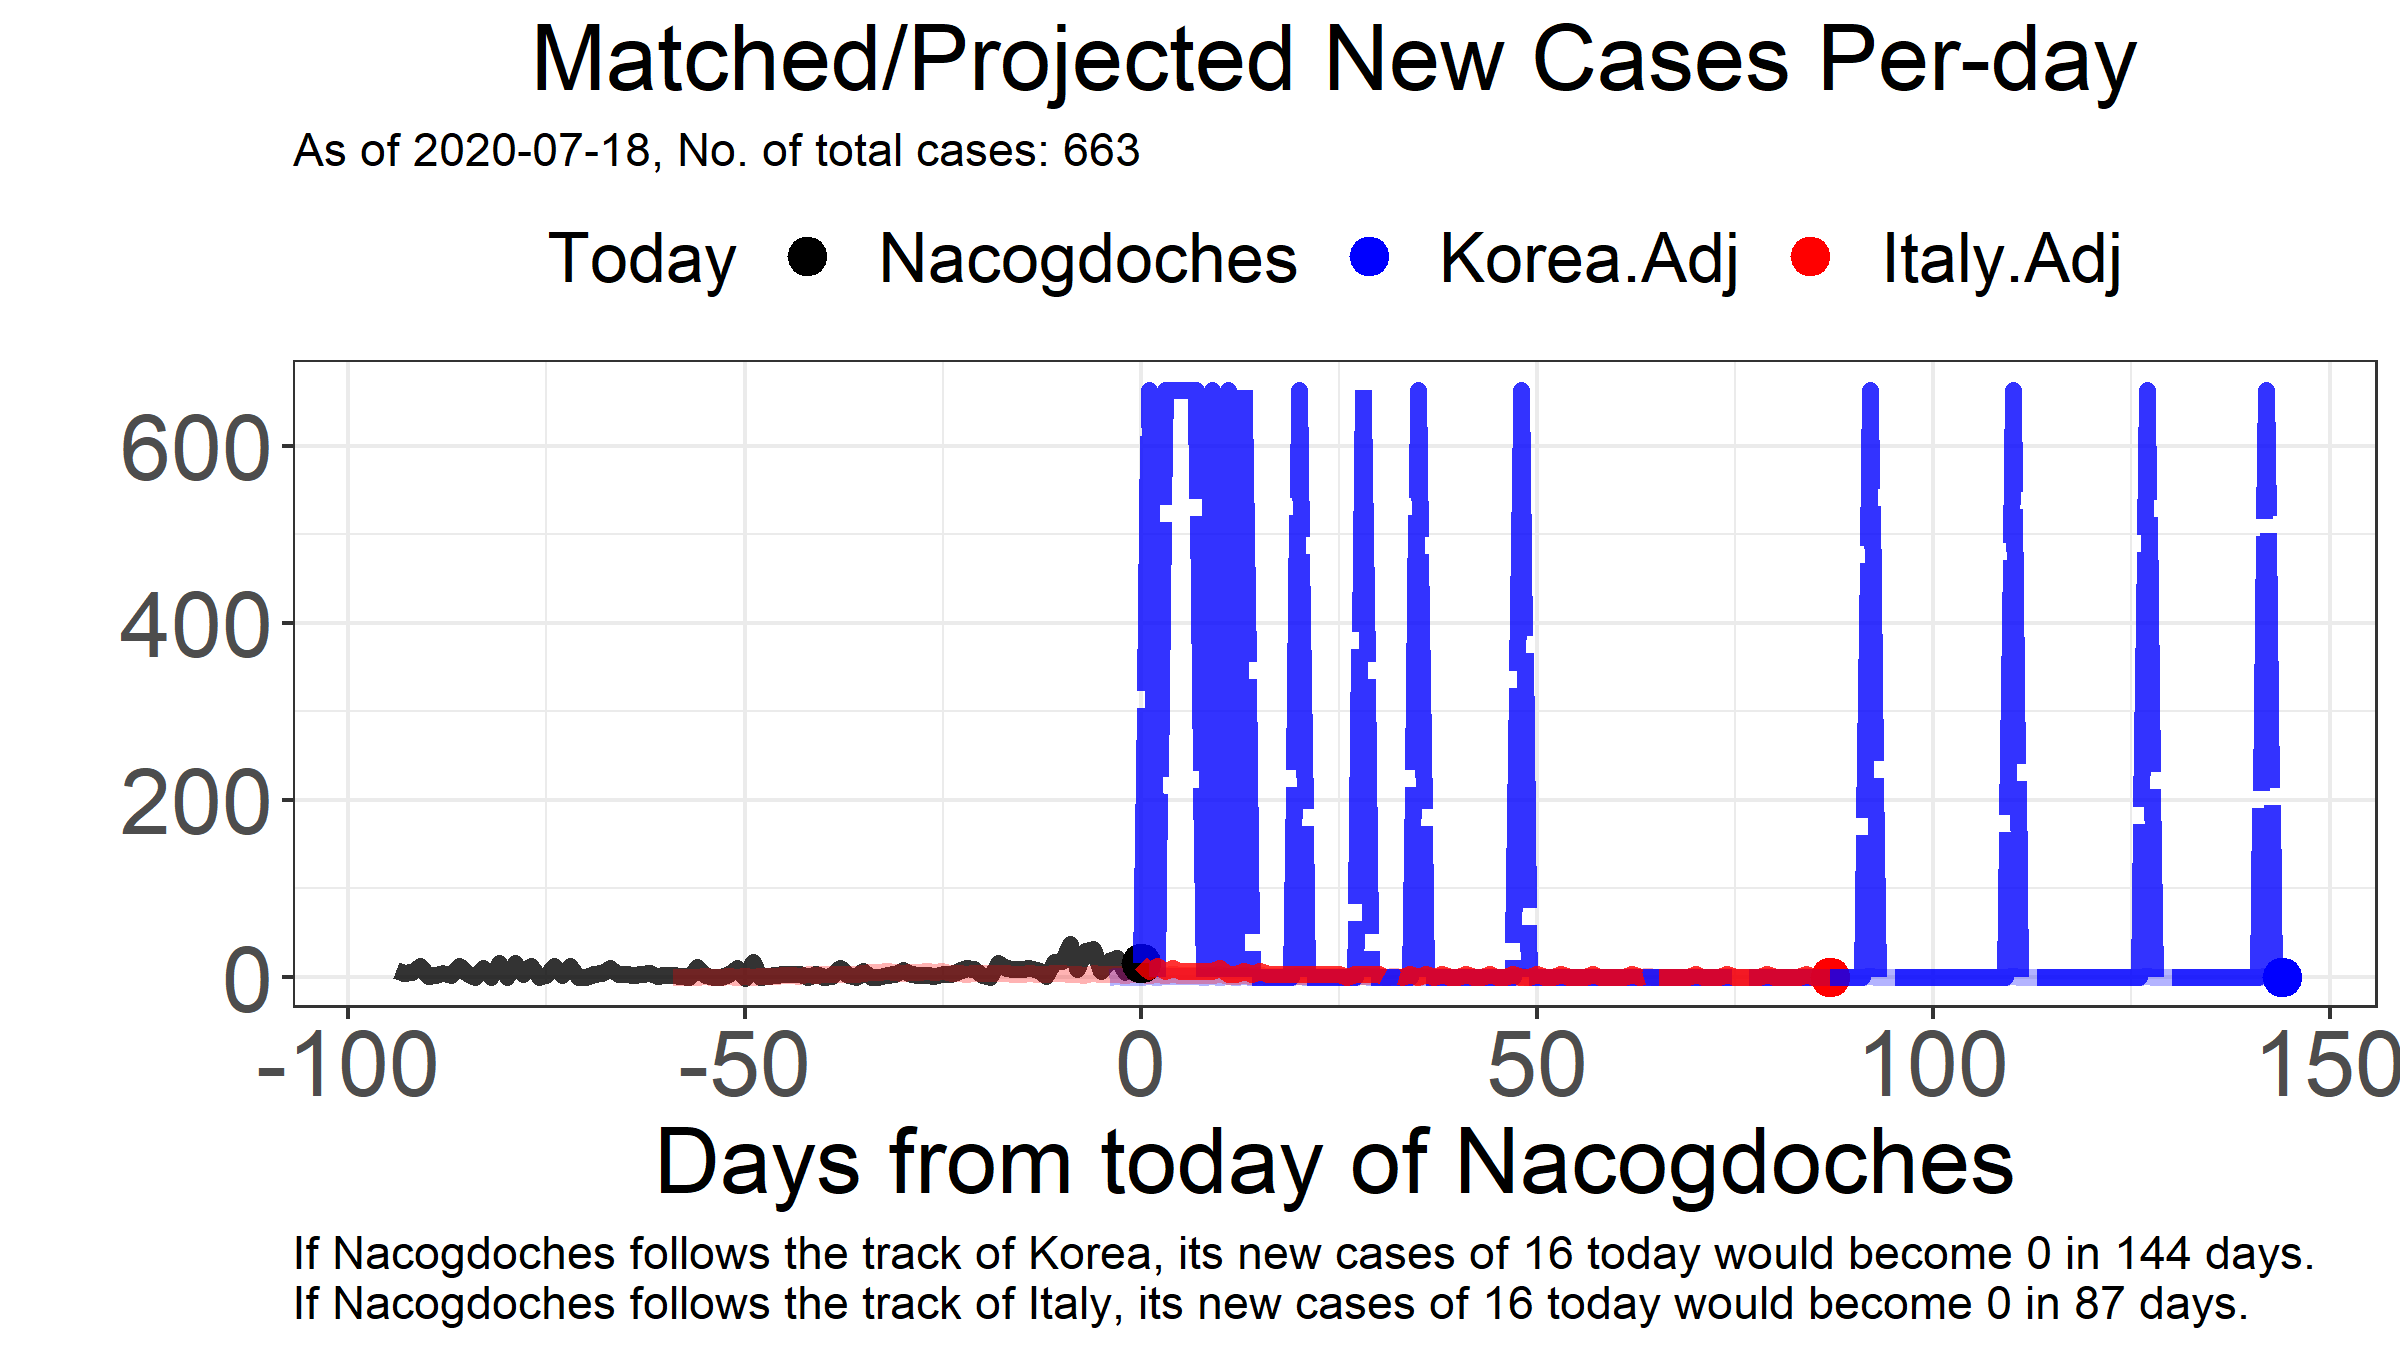 Matched/Projected New Cases Per-day
As of 2020-07-18, No. of total cases: 663
Today Nacogdoches Korea.Adj Italy.Adj
600
400
200
0
-100 -50 0 50 100 150
Days from today of Nacogdoches
If Nacogdoches follows the track of Korea, its new cases of 16 today would become 0 in 144 days.
If Nacogdoches follows the track of Italy, its new cases of 16 today would become 0 in 87 days.